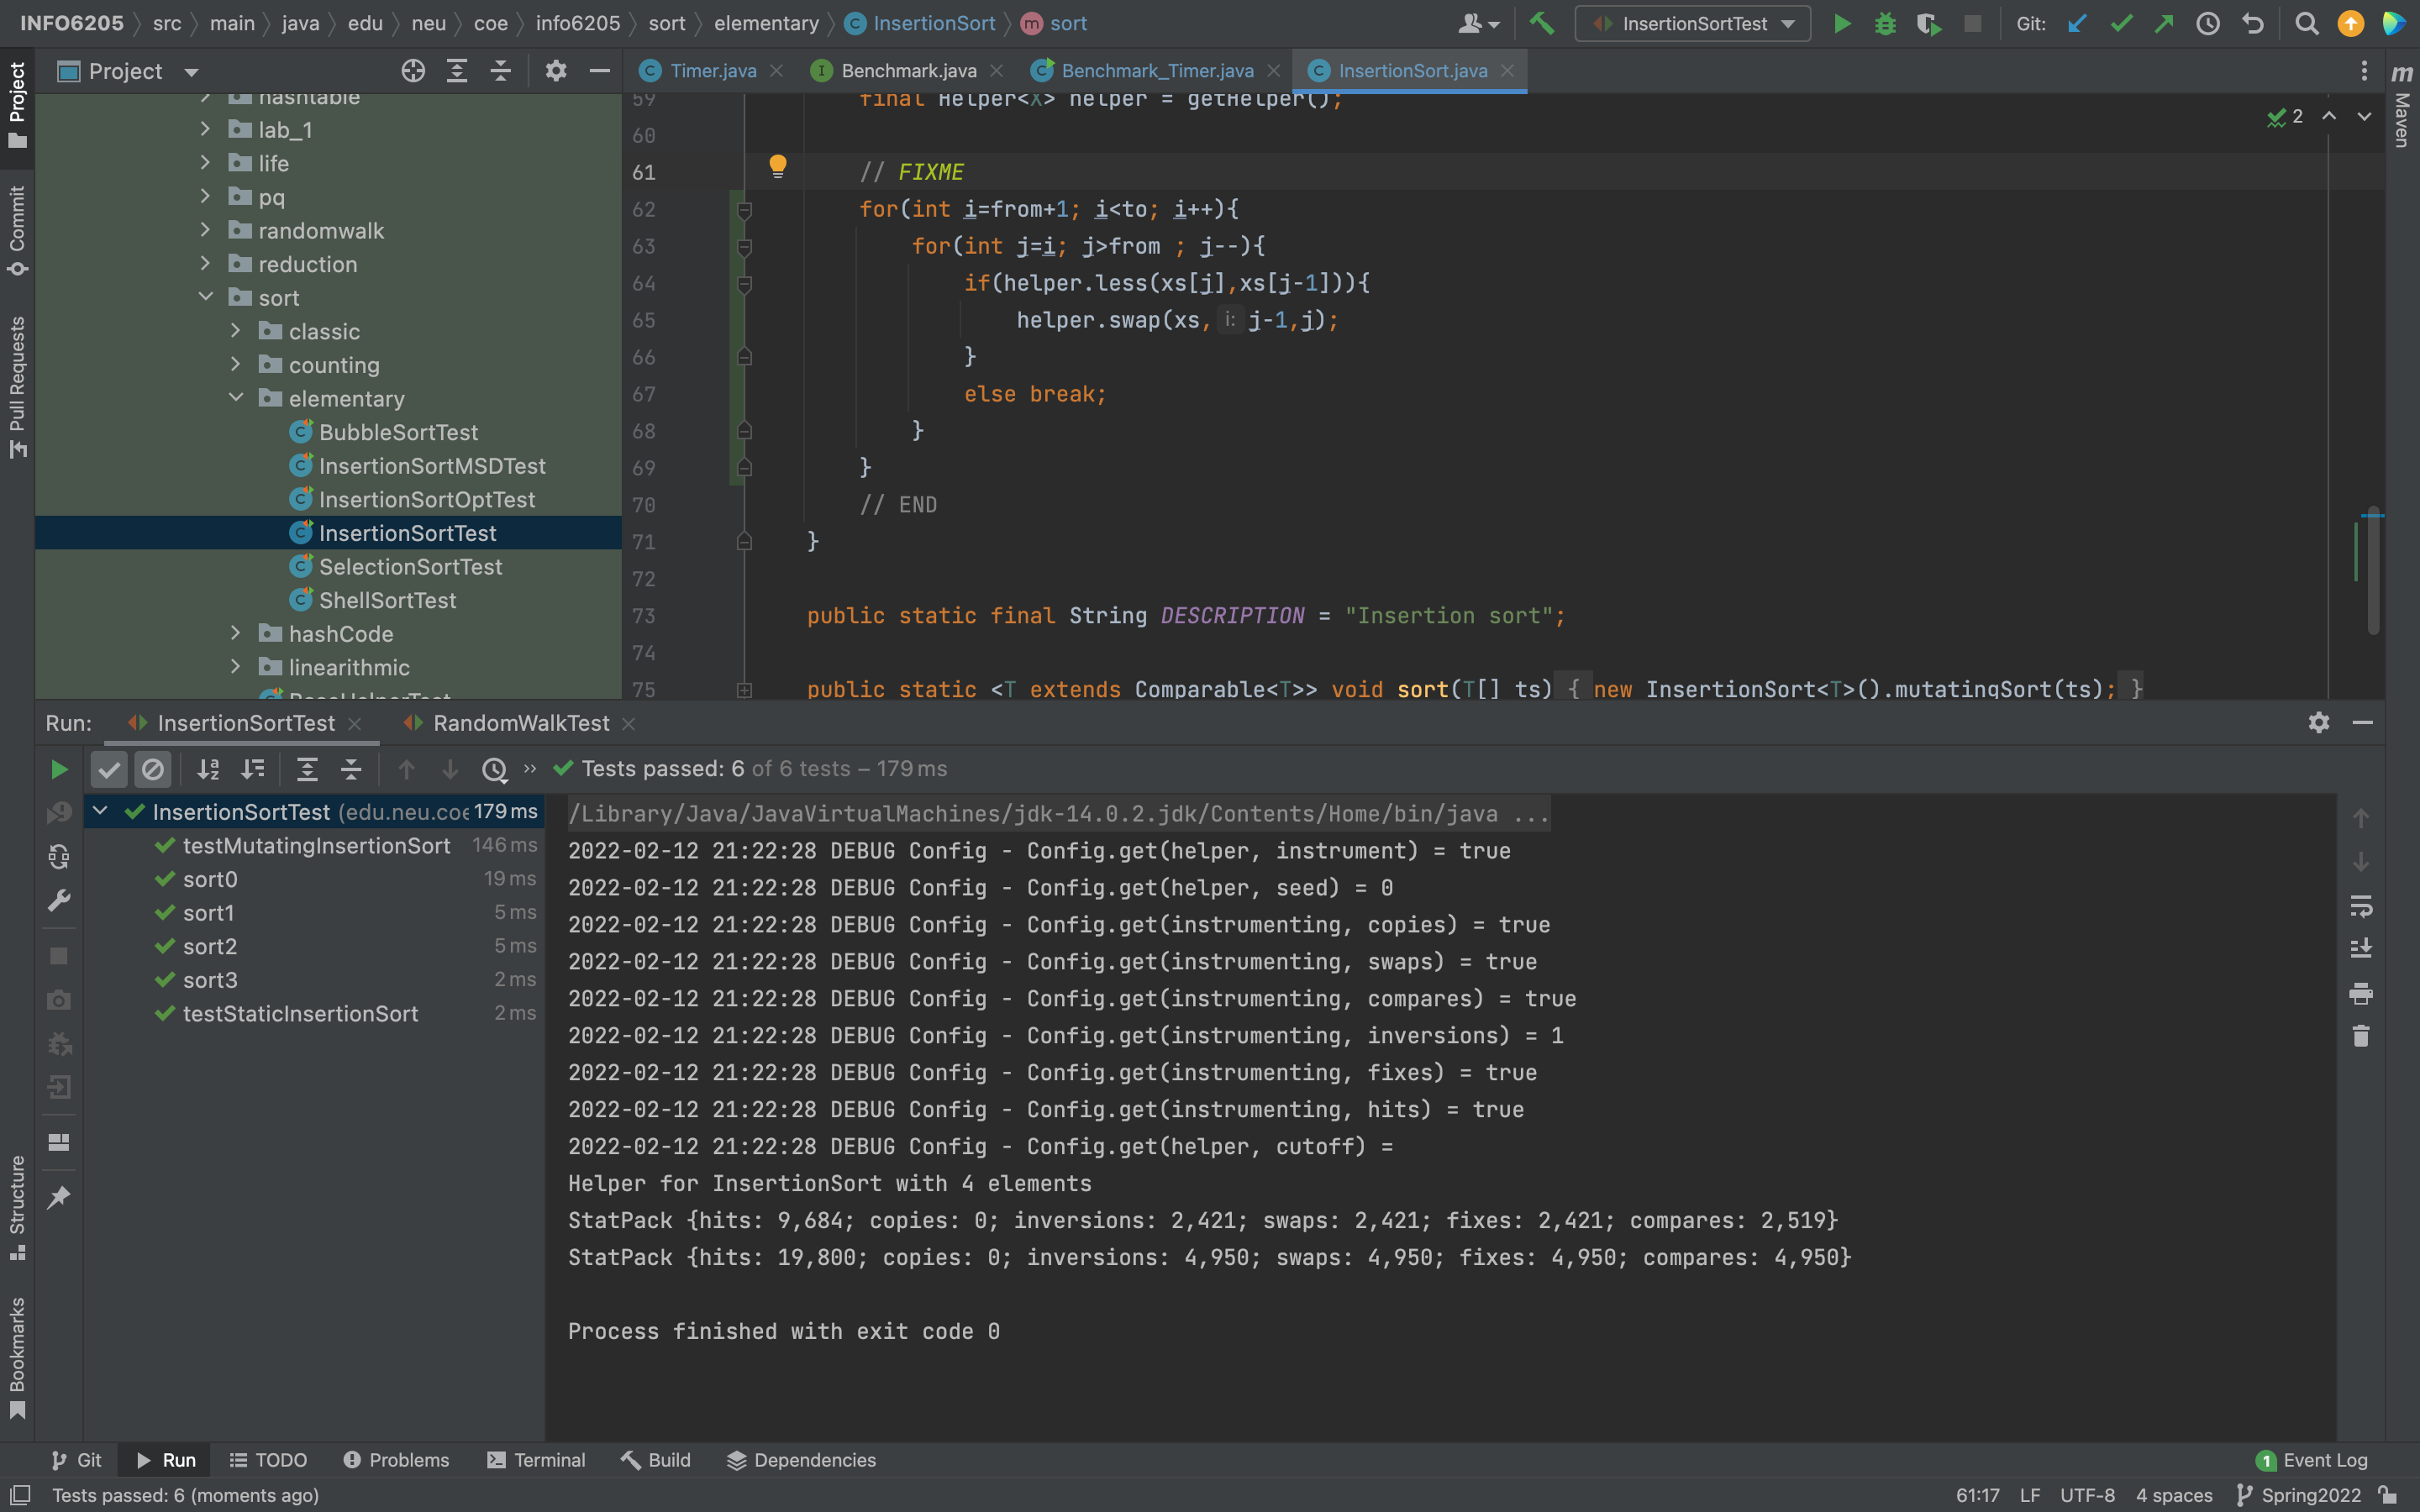 INFO6205 〉 src 〉 main 〉 java 〉 edu 〉 neu 〉 coe 〉 info6205 〉 sort 〉 elementary 〉 InsertionSort 〉 sort
InsertionSortTest
Git:
Project
Timer.java
Benchmark.java
Benchmark_Timer.java
InsertionSort.java
Project
Commit
Pull Requests
Structure
Bookmarks
Maven
hashtable
lab_1
life
pq
randomwalk
reduction
sort
classic
counting
elementary
BubbleSortTest
InsertionSortMSDTest
InsertionSortOptTest
InsertionSortTest
SelectionSortTest
ShellSortTest
hashCode
linearithmic
BaseHelperTest
2
59 final Helper<X> helper = getHelper();
60
61 // FIXME
62 for(int i=from+1; i<to; i++){
63 for(int j=i; j>from ; j--){
64 if(helper.less(xs[j],xs[j-1])){
65 helper.swap(xs, i: j-1,j);
66 }
67 else break;
68 }
69 }
70 // END
71 }
72
73 public static final String DESCRIPTION = "Insertion sort";
74
75 public static <T extends Comparable<T>> void sort(T[] ts) { new InsertionSort<T>().mutatingSort(ts); }
Run: InsertionSortTest RandomWalkTest
Tests passed: 6 of 6 tests – 179 ms
InsertionSortTest (edu.neu.coe 179 ms
testMutatingInsertionSort 146 ms
sort0 19 ms
sort1 5 ms
sort2 5 ms
sort3 2 ms
testStaticInsertionSort 2 ms
/Library/Java/JavaVirtualMachines/jdk-14.0.2.jdk/Contents/Home/bin/java ...
2022-02-12 21:22:28 DEBUG Config - Config.get(helper, instrument) = true
2022-02-12 21:22:28 DEBUG Config - Config.get(helper, seed) = 0
2022-02-12 21:22:28 DEBUG Config - Config.get(instrumenting, copies) = true
2022-02-12 21:22:28 DEBUG Config - Config.get(instrumenting, swaps) = true
2022-02-12 21:22:28 DEBUG Config - Config.get(instrumenting, compares) = true
2022-02-12 21:22:28 DEBUG Config - Config.get(instrumenting, inversions) = 1
2022-02-12 21:22:28 DEBUG Config - Config.get(instrumenting, fixes) = true
2022-02-12 21:22:28 DEBUG Config - Config.get(instrumenting, hits) = true
2022-02-12 21:22:28 DEBUG Config - Config.get(helper, cutoff) =
Helper for InsertionSort with 4 elements
StatPack {hits: 9,684; copies: 0; inversions: 2,421; swaps: 2,421; fixes: 2,421; compares: 2,519}
StatPack {hits: 19,800; copies: 0; inversions: 4,950; swaps: 4,950; fixes: 4,950; compares: 4,950}
Process finished with exit code 0
Git Run TODO Problems Terminal Build Dependencies 1 Event Log
Tests passed: 6 (moments ago) 61:17 LF UTF-8 4 spaces Spring2022